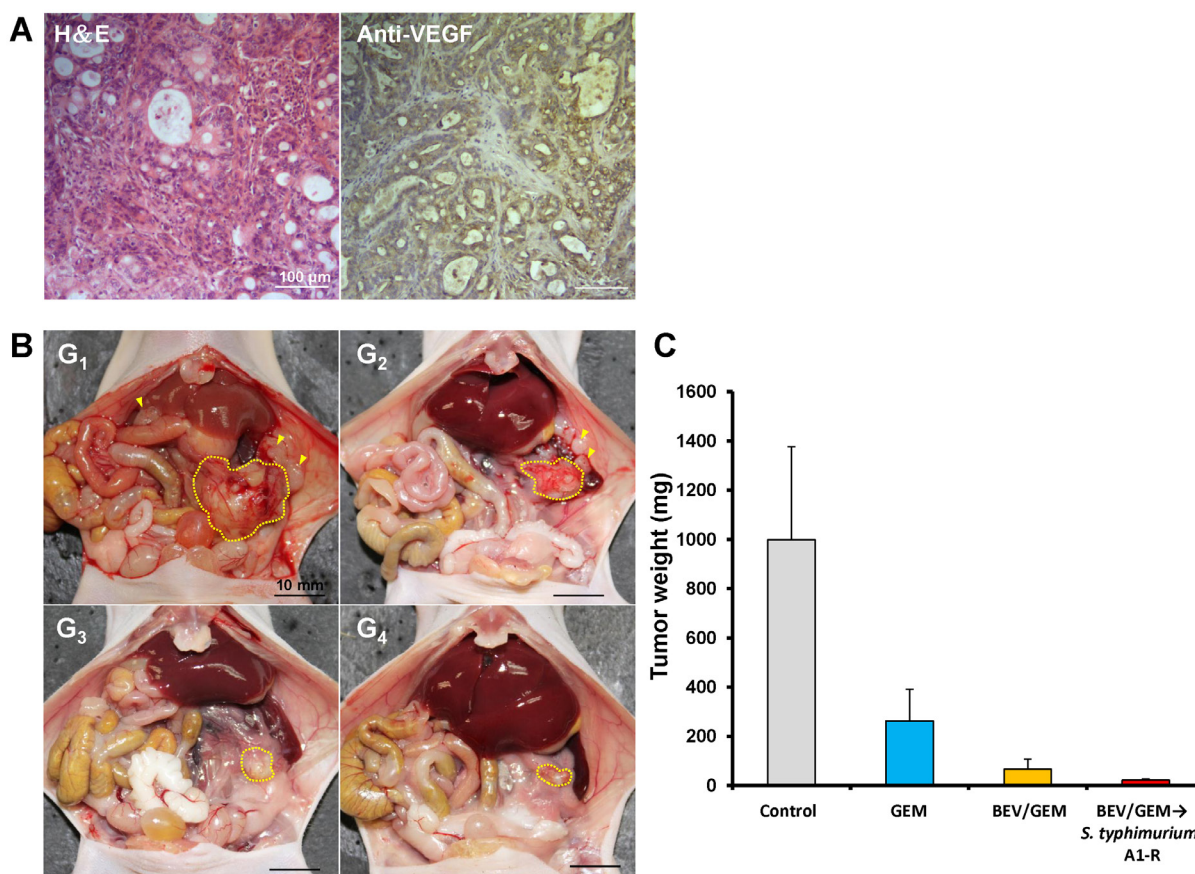 A
H&E
Anti-VEGF
100 µm
B
G1
G2
10 mm
G3
G4
C
Tumor weight (mg)
1600
1400
1200
1000
800
600
400
200
0
Control
GEM
BEV/GEM
BEV/GEM→
S. typhimurium
A1-R